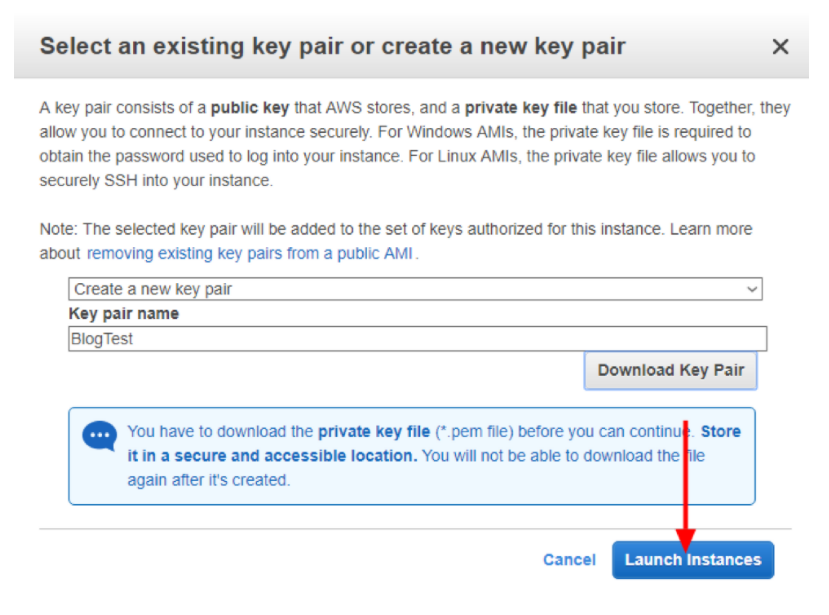 Select an existing key pair or create a new key pair
A key pair consists of a public key that AWS stores, and a private key file that you store. Together, they
allow you to connect to your instance securely. For Windows AMIs, the private key file is required to
obtain the password used to log into your instance. For Linux AMIs, the private key file allows you to
securely SSH into your instance.
Note: The selected key pair will be added to the set of keys authorized for this instance. Learn more
about removing existing key pairs from a public AMI.
Create a new key pair
Key pair name
BlogTest
Download Key Pair
You have to download the private key file (*.pem file) before you can continue. Store
it in a secure and accessible location. You will not be able to download the file
again after it's created.
Cancel Launch Instances